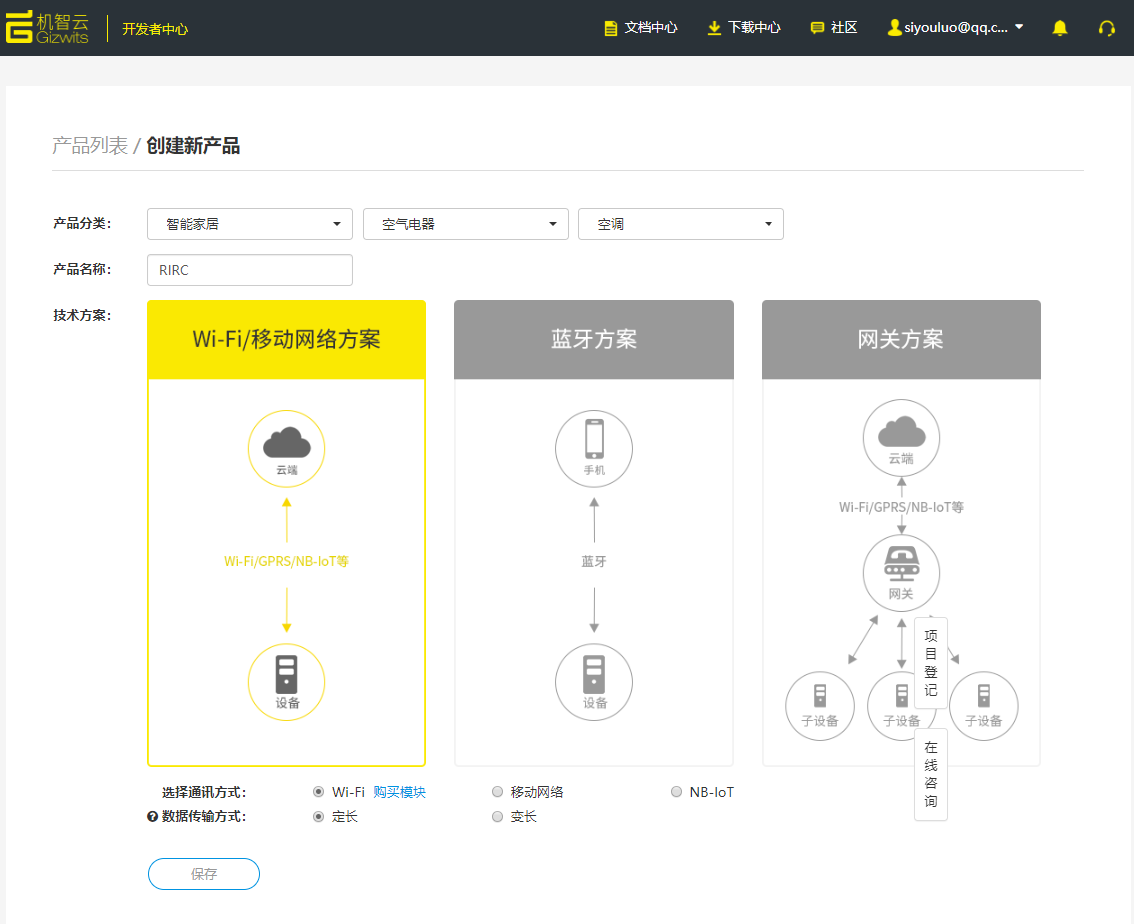 机智云
Gizwits
开发者中心
文档中心
下载中心
社区
siyouluo@qq.c...
产品列表 / 创建新产品
产品分类：
智能家居
空气电器
空调
产品名称：
RIRC
技术方案：
Wi-Fi/移动网络方案
云端
Wi-Fi/GPRS/NB-IoT等
设备
蓝牙方案
手机
蓝牙
设备
网关方案
云端
Wi-Fi/GPRS/NB-IoT等
网关
子设备
子设备
子设备
项目登记
在线咨询
选择通讯方式：
Wi-Fi 购买模块
移动网络
NB-IoT
数据传输方式：
定长
变长
保存